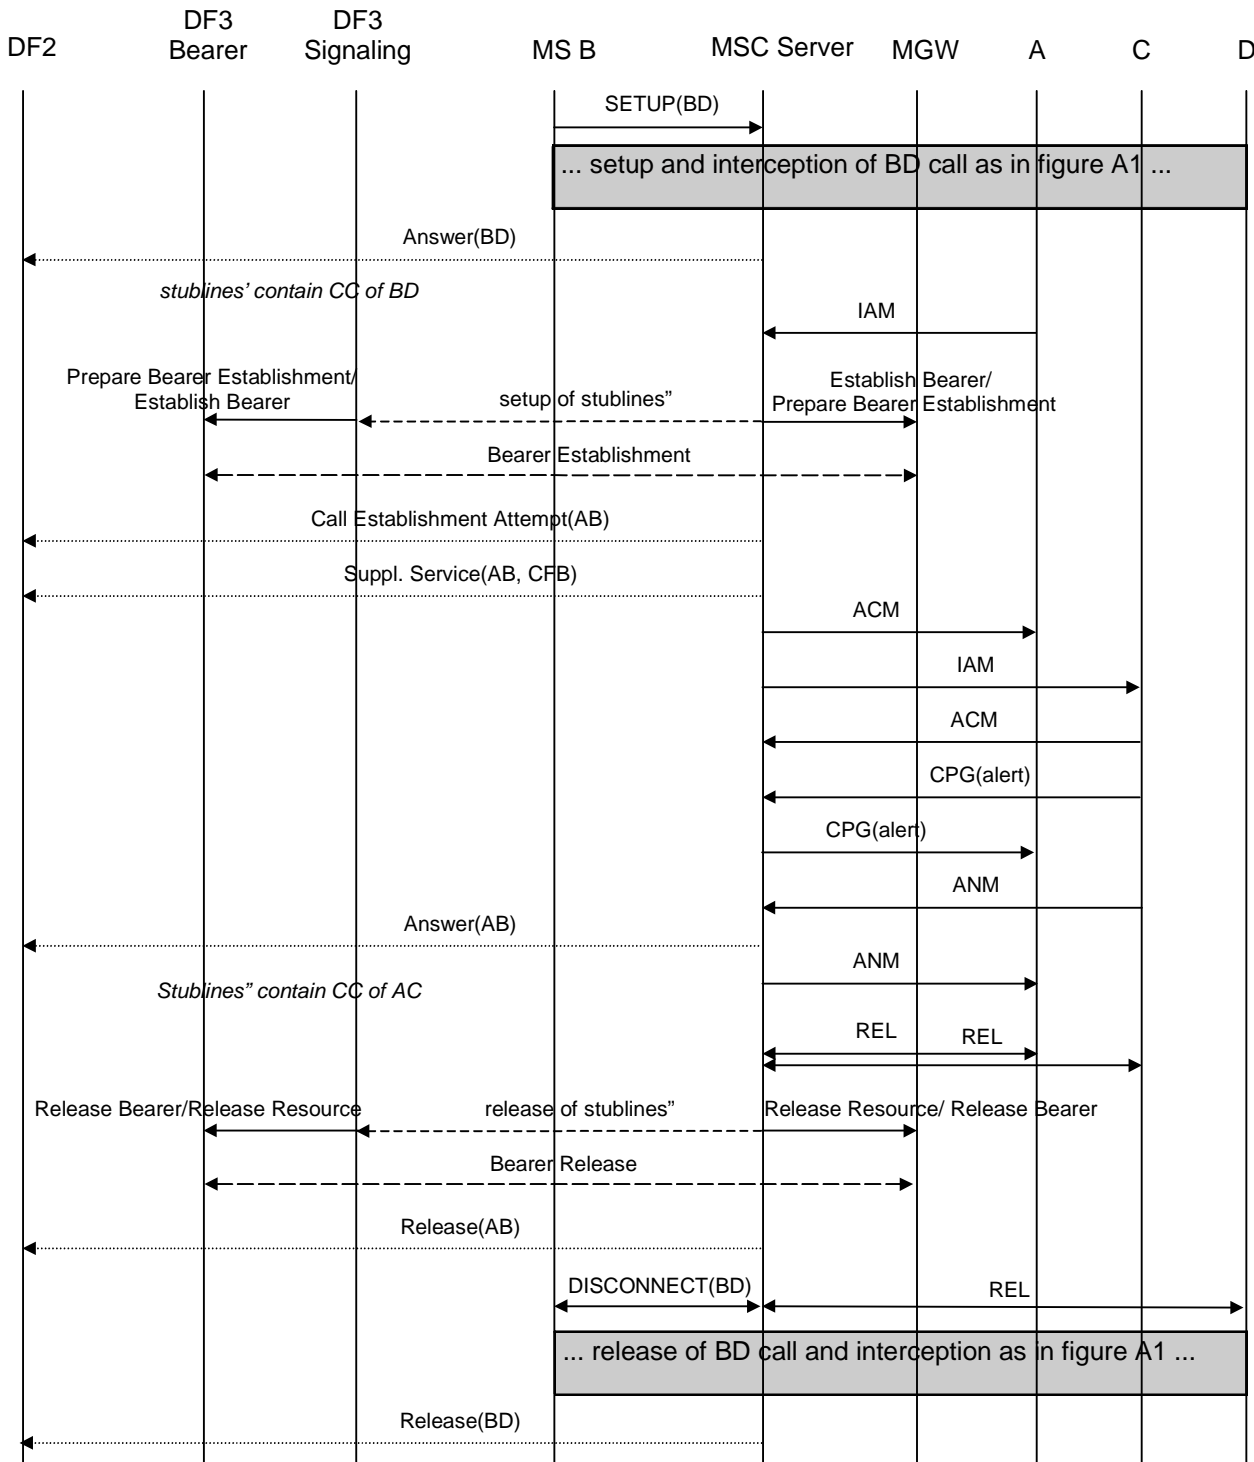 DF2
DF3
Bearer
DF3
Signaling
MS B
MSC Server
MGW
A
C
D
SETUP(BD)
... setup and interception of BD call as in figure A1 ...
Answer(BD)
stublines’ contain CC of BD
IAM
Prepare Bearer Establishment/
Establish Bearer
setup of stublines”
Establish Bearer/
Prepare Bearer Establishment
Bearer Establishment
Call Establishment Attempt(AB)
Suppl. Service(AB, CFB)
ACM
IAM
ACM
CPG(alert)
CPG(alert)
ANM
Answer(AB)
ANM
Stublines” contain CC of AC
REL
REL
Release Bearer/Release Resource
release of stublines”
Release Resource/ Release Bearer
Bearer Release
Release(AB)
DISCONNECT(BD)
REL
... release of BD call and interception as in figure A1 ...
Release(BD)